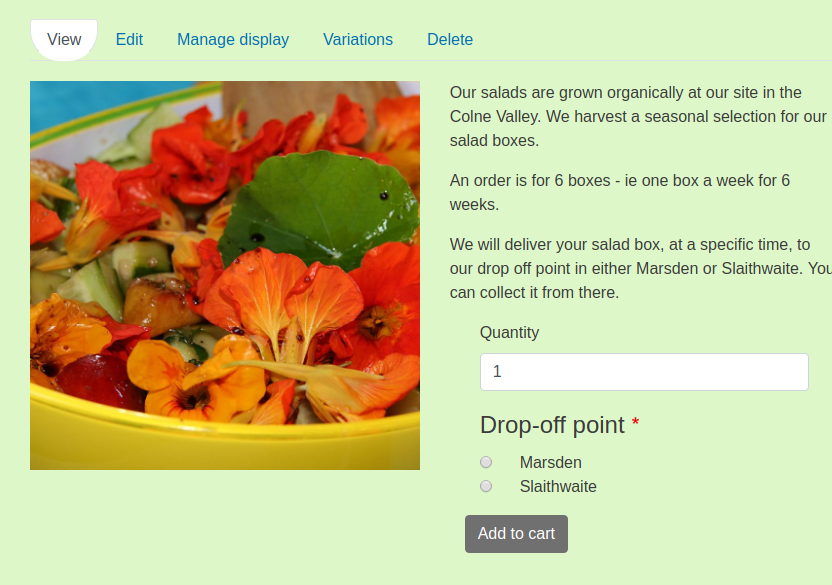 View Edit Manage display Variations Delete
Our salads are grown organically at our site in the
Colne Valley. We harvest a seasonal selection for our
salad boxes.
An order is for 6 boxes - ie one box a week for 6
weeks.
We will deliver your salad box, at a specific time, to
our drop off point in either Marsden or Slaithwaite. You
can collect it from there.
Quantity
1
Drop-off point *
Marsden
Slaithwaite
Add to cart